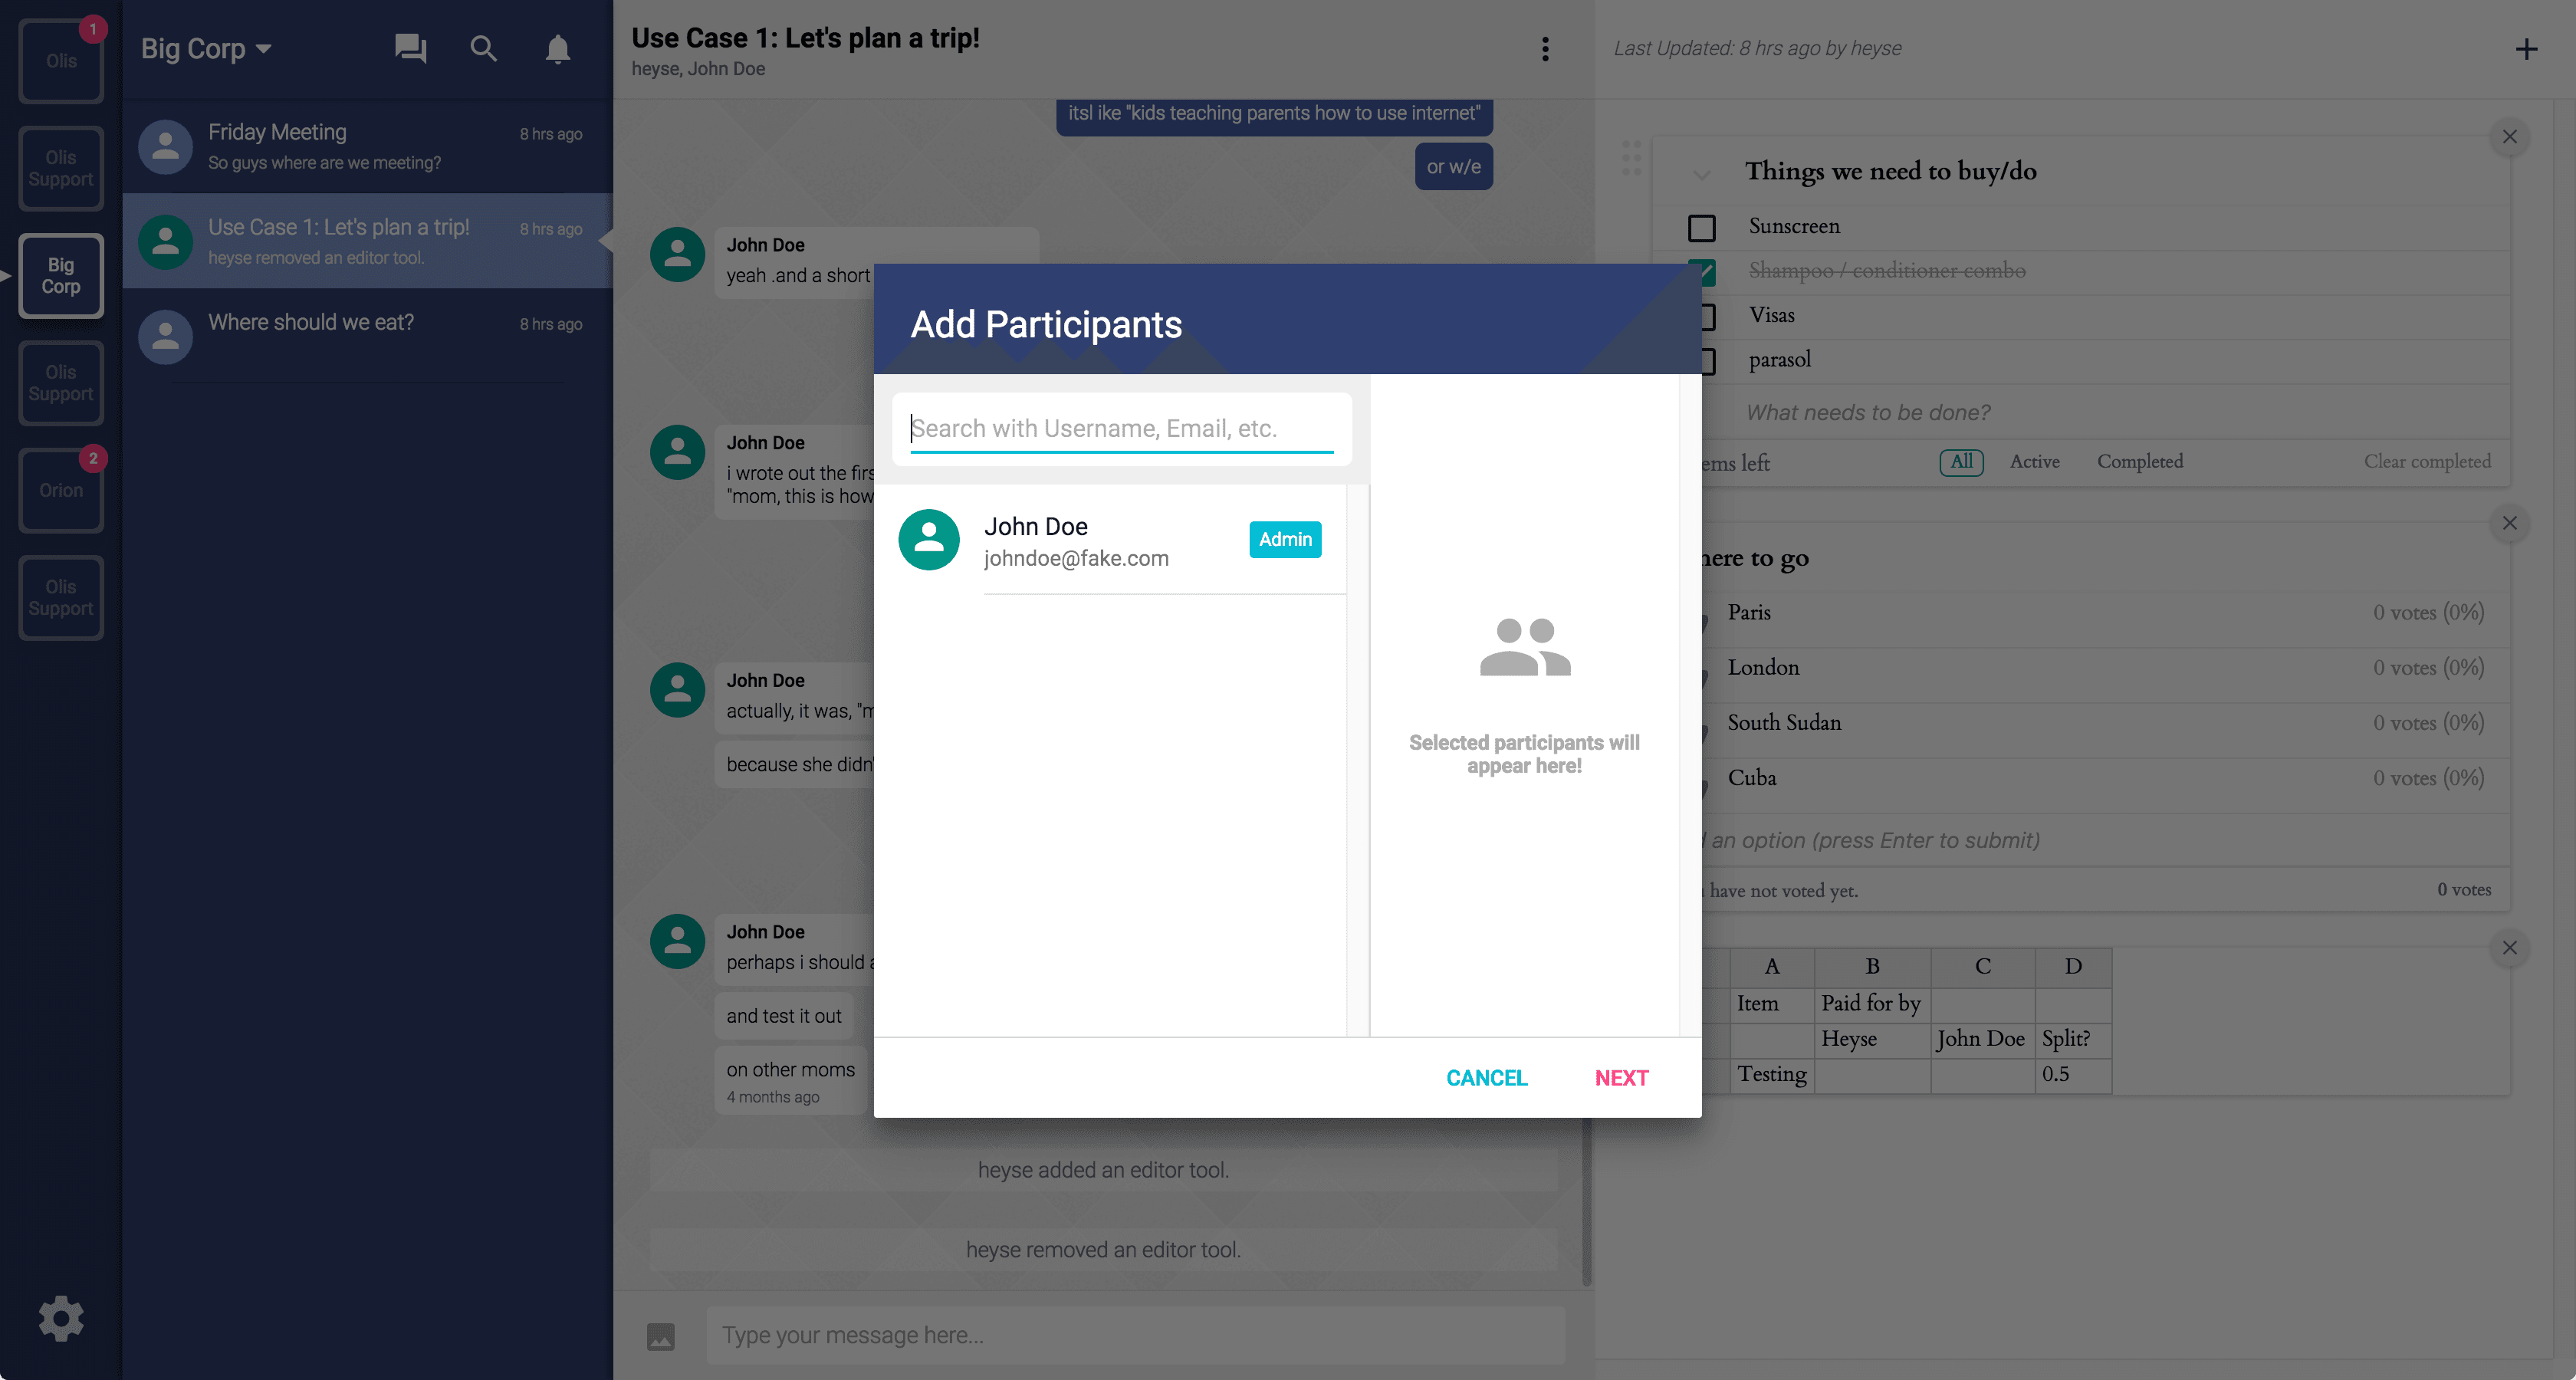 1
Olis
Olis
Support
Big
Corp
Olis
Support
2
Orion
Olis
Support
Big Corp
Friday Meeting
8 hrs ago
So guys where are we meeting?
Use Case 1: Let's plan a trip!
8 hrs ago
heyse removed an editor tool.
Where should we eat?
8 hrs ago
Use Case 1: Let's plan a trip!
heyse, John Doe
itsl ike "kids teaching parents how to use internet"
or w/e
John Doe
yeah .and a short
John Doe
i wrote out the firs
"mom, this is how
John Doe
actually, it was, "m
because she didn'
John Doe
perhaps i should a
and test it out
on other moms
4 months ago
heyse added an editor tool.
heyse removed an editor tool.
Type your message here...
Add Participants
Search with Username, Email, etc.
John Doe
johndoe@fake.com
Admin
Selected participants will
appear here!
CANCEL
NEXT
Last Updated: 8 hrs ago by heyse
Things we need to buy/do
Sunscreen
Shampoo / conditioner combo
Visas
parasol
What needs to be done?
ems left
All
Active
Completed
Clear completed
here to go
Paris
0 votes (0%)
London
0 votes (0%)
South Sudan
0 votes (0%)
Cuba
0 votes (0%)
d an option (press Enter to submit)
have not voted yet.
0 votes
A B C D
Item Paid for by
Heyse John Doe Split?
Testing 0.5